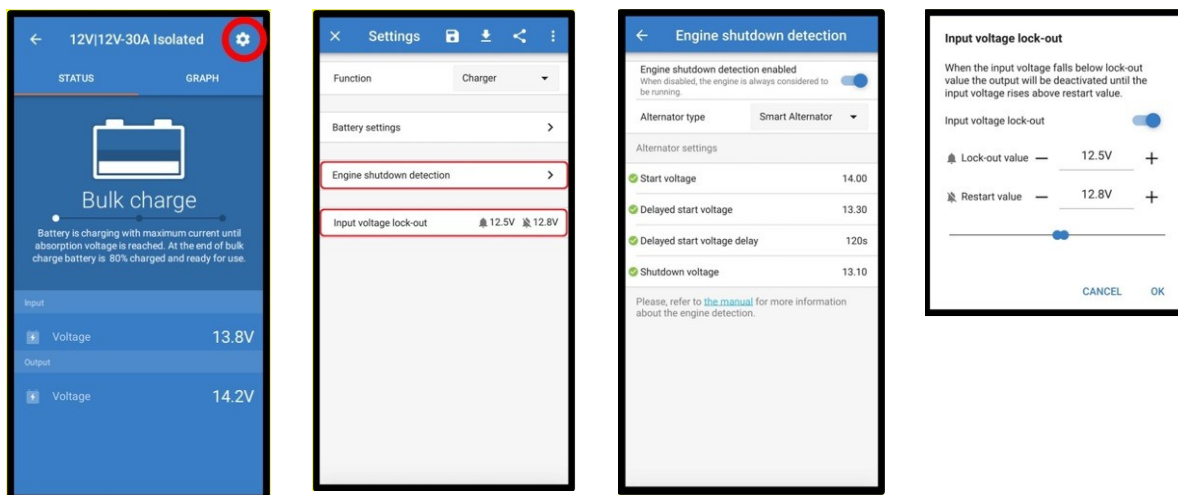 12V|12V-30A Isolated
STATUS
GRAPH
Bulk charge
Battery is charging with maximum current until
absorption voltage is reached. At the end of bulk
charge battery is 80% charged and ready for use.
Input
Voltage
13.8V
Output
Voltage
14.2V
Settings
Function
Charger
Battery settings
Engine shutdown detection
Input voltage lock-out
12.5V
12.8V
Engine shutdown detection
Engine shutdown detection enabled
When disabled, the engine is always considered to
be running.
Alternator type
Smart Alternator
Alternator settings
Start voltage
14.00
Delayed start voltage
13.30
Delayed start voltage delay
120s
Shutdown voltage
13.10
Please, refer to the manual for more information
about the engine detection.
Input voltage lock-out
When the input voltage falls below lock-out
value the output will be deactivated until the
input voltage rises above restart value.
Input voltage lock-out
Lock-out value
12.5V
Restart value
12.8V
CANCEL
OK